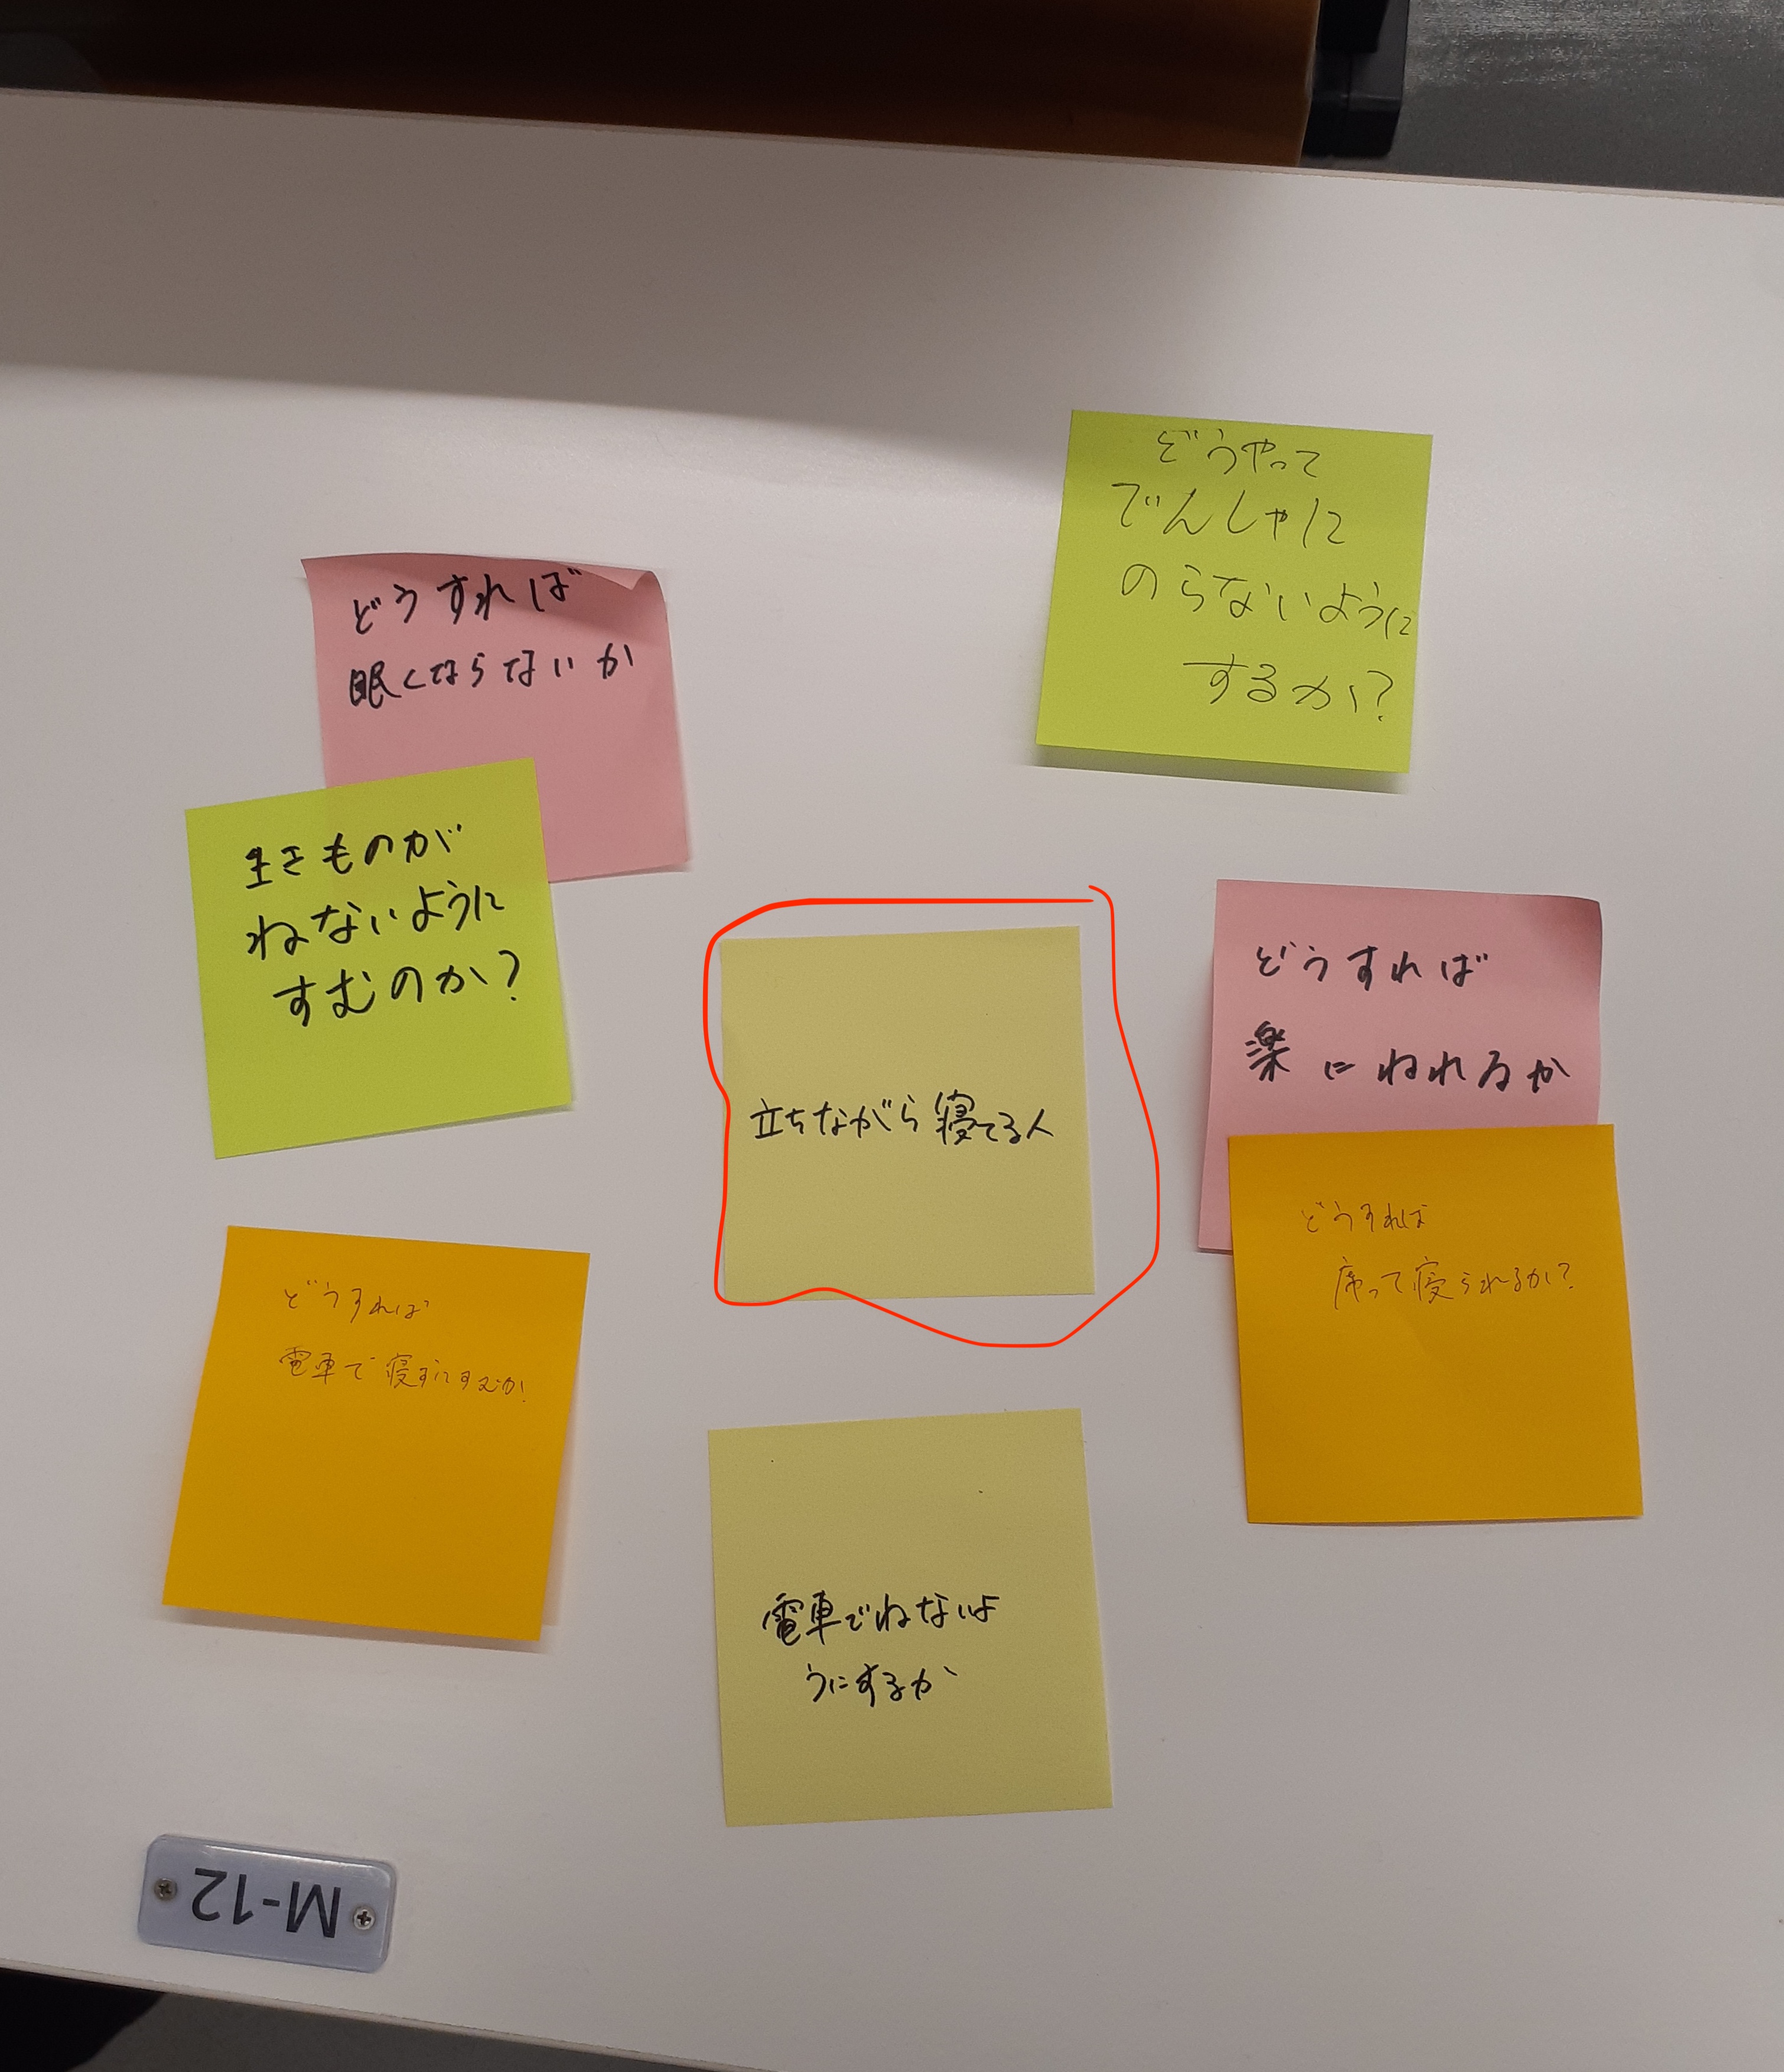 どうやって
でんしゃに
のらないように
するか?
どうすれば
眠くならないか
生きものが
ねないように
すむのか?
立ちながら寝てる人
どうすれば
楽にねれるか
どうすれば
席って寝られるか?
どうすれば
電車で寝ずにすむか!
電車でねないよ
うにするか
M-12